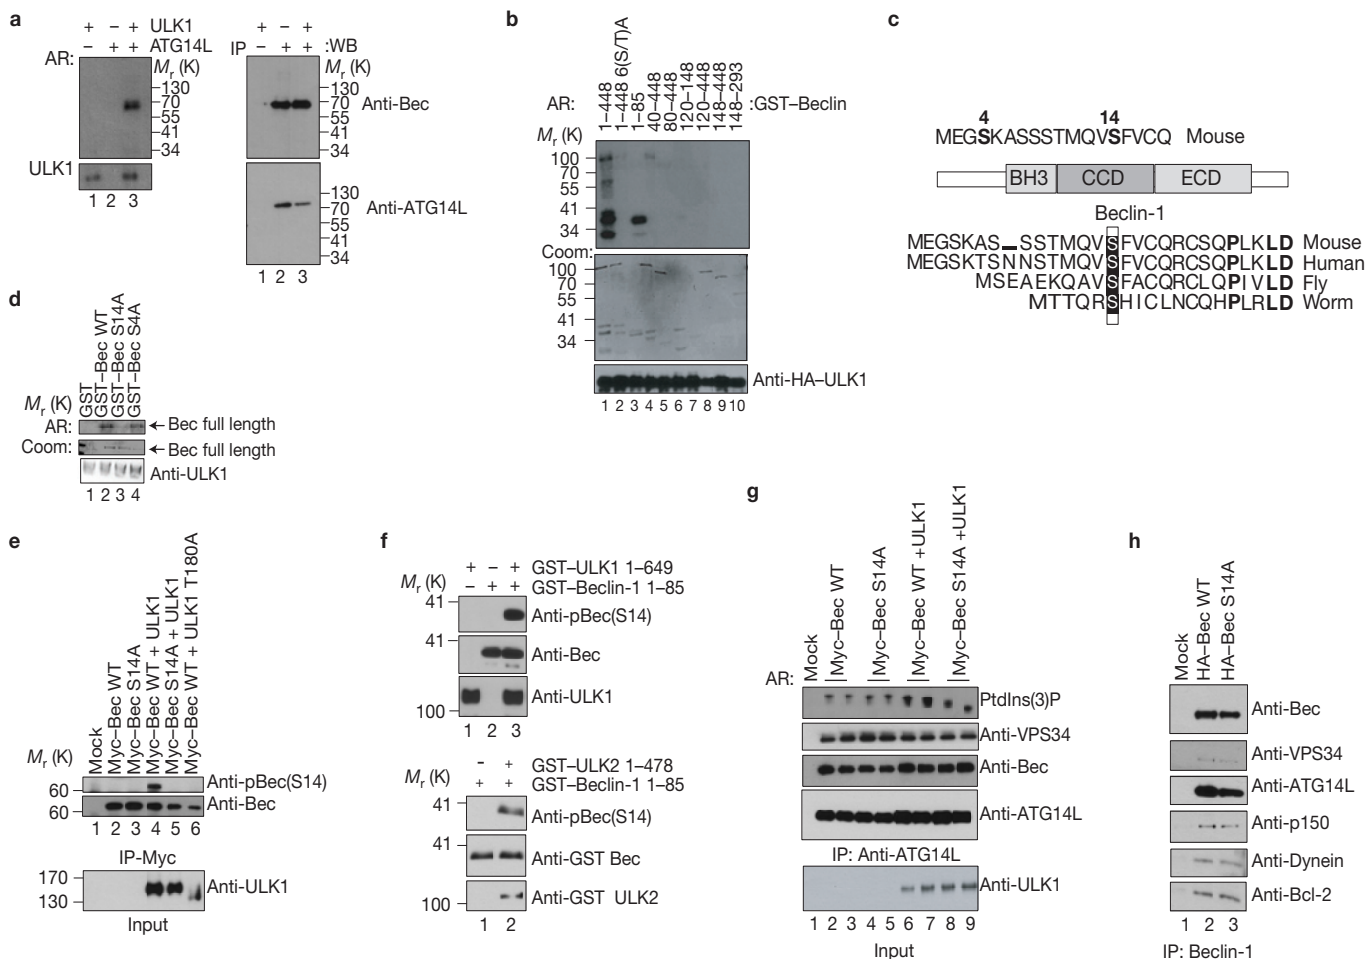 a
+ – + ULK1
– + + ATG14L
AR:
Mr (K)
130
70
55
41
34
ULK1
1 2 3
+ – + ULK1
IP – + + :WB
Mr (K)
130
70
55
41
34
Anti-Bec
130
70
55
41
34
Anti-ATG14L
1 2 3
b
AR:
1–448
1–448 6(S/T)A
1–85
40–448
80–448
120–148
120–448
148–448
148–293
:GST–Beclin
Mr (K)
100
70
55
41
34
Coom:
100
70
55
41
34
Anti-HA–ULK1
1 2 3 4 5 6 7 8 9 10
c
4 14
MEGSKASSSTMQVSFVCQ Mouse
BH3 CCD ECD
Beclin-1
MEGSKAS–SSTMQVSFVCQRCSQPLKLD Mouse
MEGSKTSNNSTMQVSFVCQRCSQPLKLD Human
MSEAEKQAVSFACQRCLQPIVLD Fly
MTTQRSHICLNCQHPLRLD Worm
d
GST
GST–Bec WT
GST–Bec S14A
GST–Bec S4A
Mr (K)
AR: Bec full length
Coom: Bec full length
Anti-ULK1
1 2 3 4
e
Mock
Myc–Bec WT
Myc–Bec S14A
Myc–Bec WT + ULK1
Myc–Bec S14A + ULK1
Myc–Bec WT + ULK1 T180A
Mr (K)
60 Anti-pBec(S14)
60 Anti-Bec
1 2 3 4 5 6
IP-Myc
170
130
Anti-ULK1
Input
f
+ – + GST–ULK1 1–649
– + + GST–Beclin-1 1–85
Mr (K)
41
Anti-pBec(S14)
41
Anti-Bec
Anti-ULK1
100
1 2 3
– + GST–ULK2 1–478
+ + GST–Beclin-1 1–85
Mr (K)
41
Anti-pBec(S14)
41
Anti-GST Bec
Anti-GST ULK2
100
1 2
g
AR:
Mock
Myc–Bec WT
Myc–Bec S14A
Myc–Bec WT +ULK1
Myc–Bec S14A +ULK1
PtdIns(3)P
Anti-VPS34
Anti-Bec
Anti-ATG14L
IP: Anti-ATG14L
Anti-ULK1
1 2 3 4 5 6 7 8 9
Input
h
Mock
HA–Bec WT
HA–Bec S14A
Anti-Bec
Anti-VPS34
Anti-ATG14L
Anti-p150
Anti-Dynein
Anti-Bcl-2
1 2 3
IP: Beclin-1